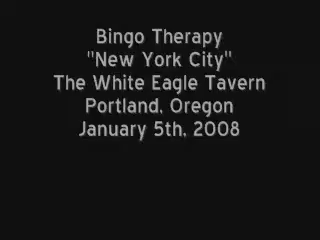 Bingo Therapy
"New York City"
The White Eagle Tavern
Portland, Oregon
January 5th, 2008